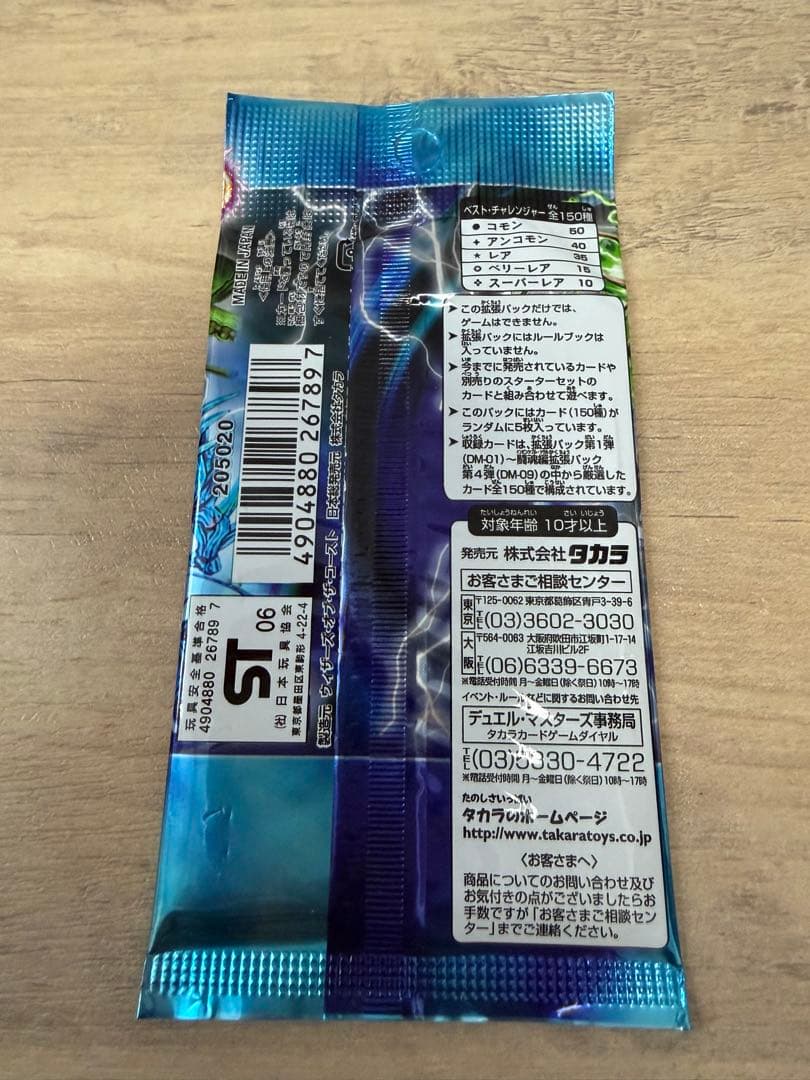 ベスト・チャレンジャー 全150種
● コモン 50
✦ アンコモン 40
★ レア 35
ベリーレア 15
❖ スーパーレア 10
➤この拡張パックだけでは、
ゲームはできません。
➤拡張パックにはルールブックは
入っていません。
➤今までに発売されているカードや
別売りのスターターセットの
カードと組み合わせて遊べます。
➤このパックにはカード(150種)が
ランダムに5枚入っています。
➤収録カードは、拡張パック第1弾
(DM-01)〜闘魂編拡張パック
第4弾(DM-09)の中から厳選した
カード全150種で構成されています。
対象年齢 10才以上
発売元 株式会社タカラ
お客さまご相談センター
東京 〒125-0062 東京都葛飾区青戸3-39-6
TEL(03)3602-3030
大阪 〒564-0063 大阪府吹田市江坂町1-17-14
江坂吉川ビル2F
TEL(06)6339-6673
※電話受付時間 月〜金曜日(除く祭日)10時〜17時
イベント・ルールなどに関するお問い合わせ先
デュエル・マスターズ事務局
タカラカードゲームダイヤル
TEL(03)5330-4722
※電話受付時間 月〜金曜日(除く祭日)10時〜17時
たのしさいっぱい
タカラのホームページ
http://www.takaratoys.co.jp
〈お客さまへ〉
商品についてのお問い合わせ及び
お気付きの点がございましたらお
手数ですが「お客さまご相談セン
ター」までご連絡ください。
MADE IN JAPAN
205020
4904880267897
玩具安全基準合格
4904880 26789 7
ST 06
(社)日本玩具協会
東京都墨田区東駒形 4-22-4
製造元 ウィザーズ・オブ・ザ・コースト 日本総発売元 株式会社タカラ